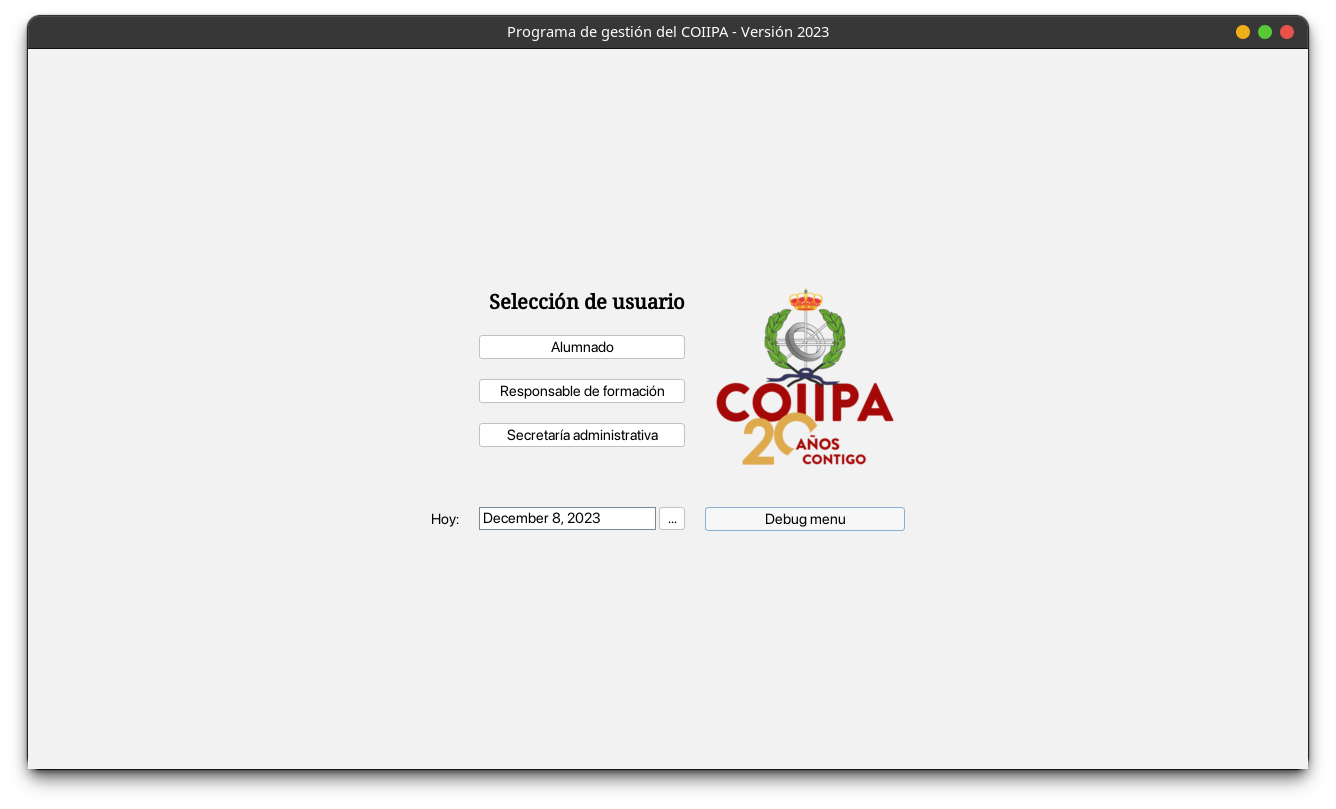 Programa de gestión del COIIPA - Versión 2023
Selección de usuario
Alumnado
Responsable de formación
Secretaría administrativa
COIIPA
20 AÑOS
CONTIGO
Hoy:
December 8, 2023
...
Debug menu